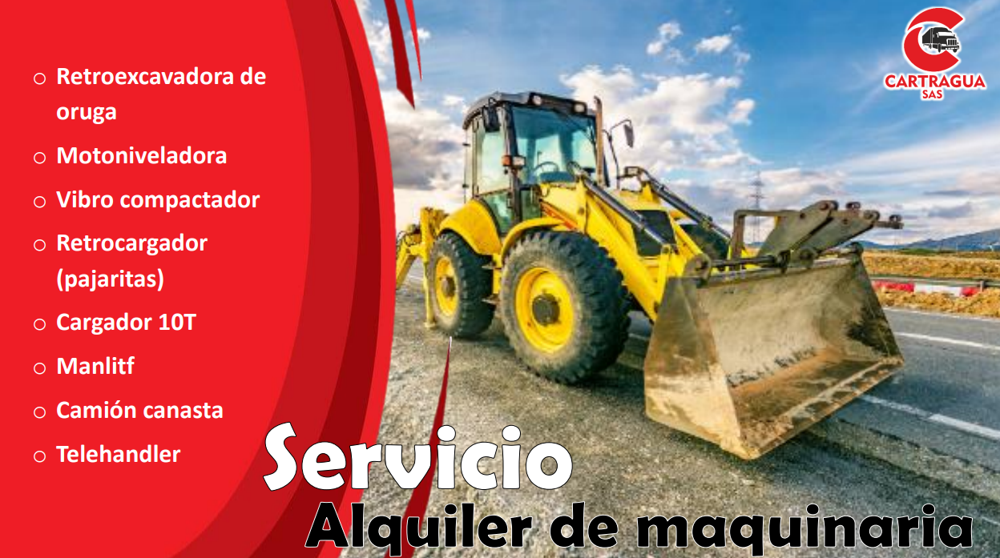 Retroexcavadora de
oruga
Motoniveladora
Vibro compactador
Retrocargador
(pajaritas)
Cargador 10T
Manlitf
Camión canasta
Telehandler
CARTRAGUA
SAS
Servicio
Alquiler de maquinaria